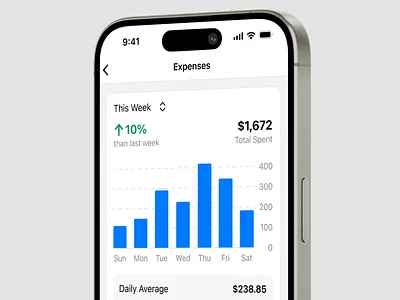 9:41
Expenses
This Week
10% $1,672
than last week Total Spent
400
300
200
100
0
Sun Mon Tue Wed Thu Fri Sat
Daily Average $238.85